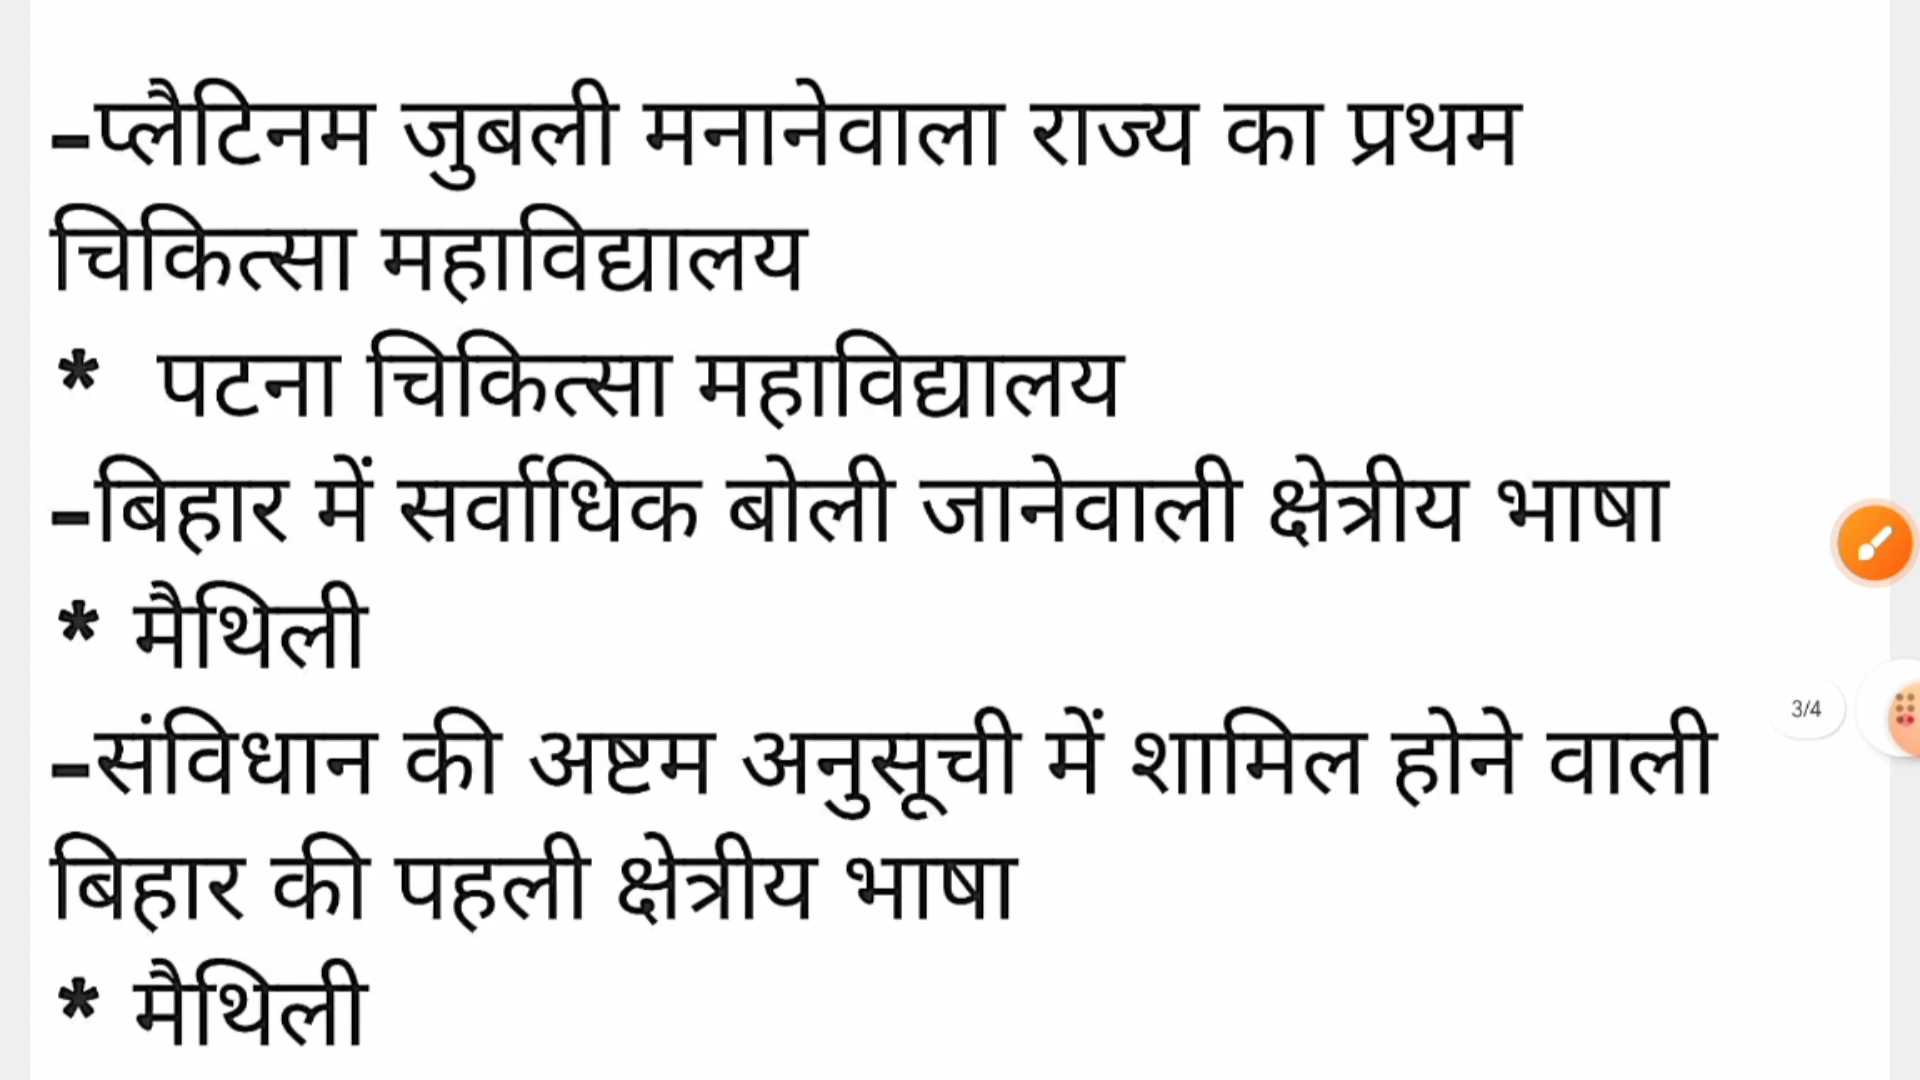 -प्लैटिनम जुबली मनानेवाला राज्य का प्रथम
चिकित्सा महाविद्यालय
* पटना चिकित्सा महाविद्यालय
-बिहार में सर्वाधिक बोली जानेवाली क्षेत्रीय भाषा
* मैथिली
-संविधान की अष्टम अनुसूची में शामिल होने वाली
बिहार की पहली क्षेत्रीय भाषा
* मैथिली
3/4